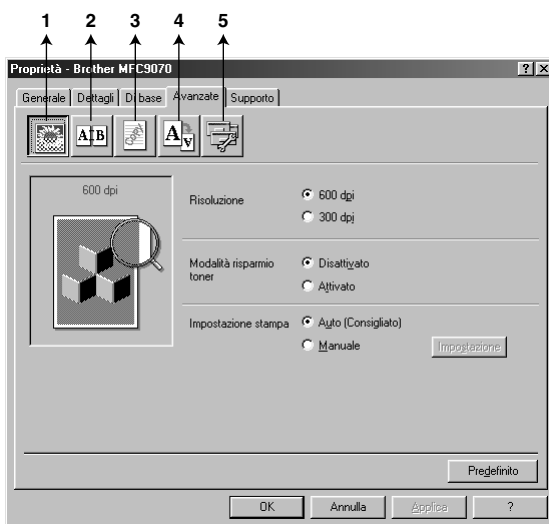 1 2 3 4 5
Proprietà - Brother MFC9070
Generale Dettagli Di base Avanzate Supporto
A B A A
600 dpi
Risoluzione
600 dpi
300 dpi
Modalità risparmio toner
Disattivato
Attivato
Impostazione stampa
Auto (Consigliato)
Manuale
Impostazione
Predefinito
OK Annulla Applica ?